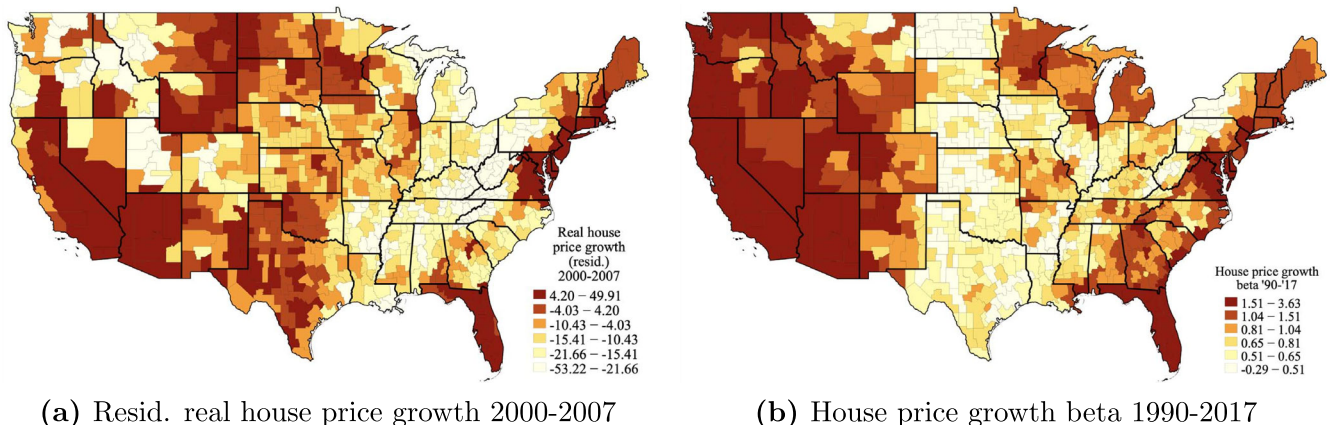 Real house
price growth
(resid.)
2000-2007
4.20 – 49.91
-4.03 – 4.20
-10.43 – -4.03
-15.41 – -10.43
-21.66 – -15.41
-53.22 – -21.66
House price growth
beta '90-'17
1.51 – 3.63
1.04 – 1.51
0.81 – 1.04
0.65 – 0.81
0.51 – 0.65
-0.29 – 0.51
(a) Resid. real house price growth 2000-2007
(b) House price growth beta 1990-2017